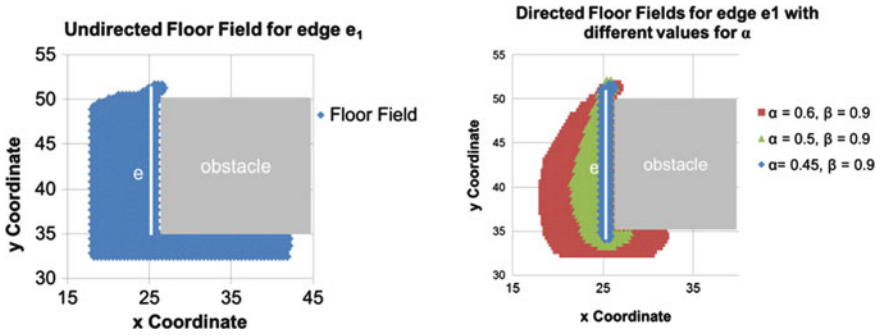 Undirected Floor Field for edge e1
55
50
45
40
35
30
15
25
35
45
y Coordinate
x Coordinate
e
obstacle
Floor Field
Directed Floor Fields for edge e1 with
different values for α
55
50
45
40
35
30
15
25
35
y Coordinate
x Coordinate
e
obstacle
α = 0.6, β = 0.9
α = 0.5, β = 0.9
α= 0.45, β = 0.9